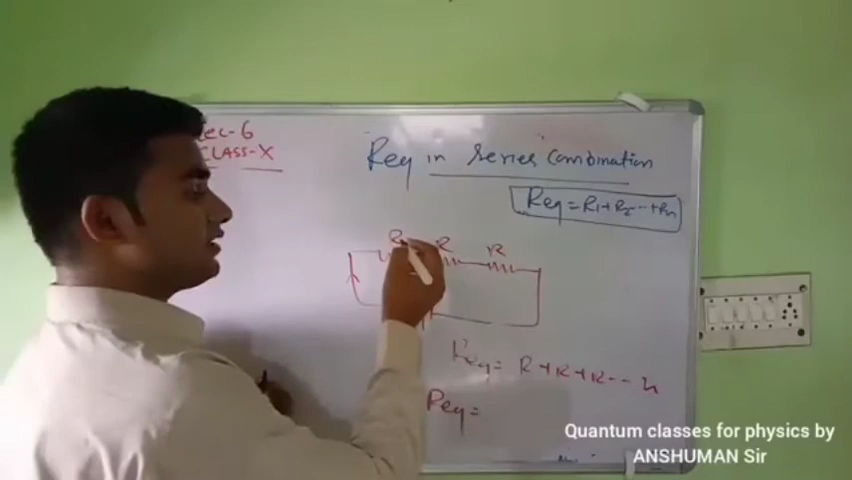 ec-6
CLASS-X
Req in series combination
Req = R1+R2...+Rn
R R R
Req = R+R+R-- n
Req =
Quantum classes for physics by
ANSHUMAN Sir